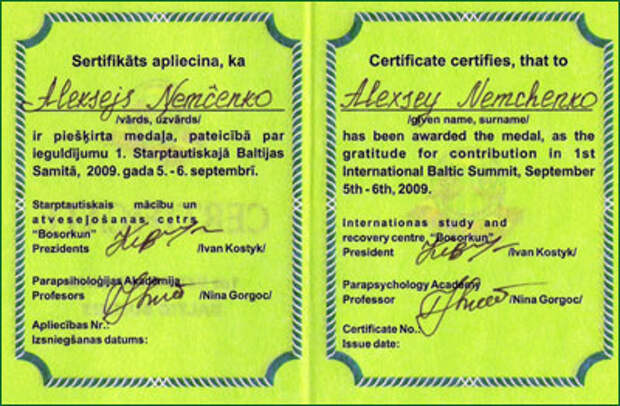 Sertifikāts apliecina, ka
Aleksejs Nemčenko
/vārds, uzvārds/
ir piešķirta medaļa, pateicībā par
ieguldījumu 1. Starptautiskajā Baltijas
Samitā, 2009. gada 5. - 6. septembrī.
Starptautiskais mācību un
atveseļošanas, cetrs
"Bosorkun"
Prezidents /Ivan Kostyk/
Parapsiholoģijas Akadēmija
Profesors /Nina Gorgoc/
Apliecības Nr.:
Izsniegšanas datums:
Certificate certifies, that to
Alexsey Nemchenko
/given name, surname/
has been awarded the medal, as the
gratitude for contribution in 1st
International Baltic Summit, September
5th - 6th, 2009.
Internationas study and
recovery centre, "Bosorkun"
President /Ivan Kostyk/
Parapsychology Academy
Professor /Nina Gorgoc/
Certificate No.:
Issue date: